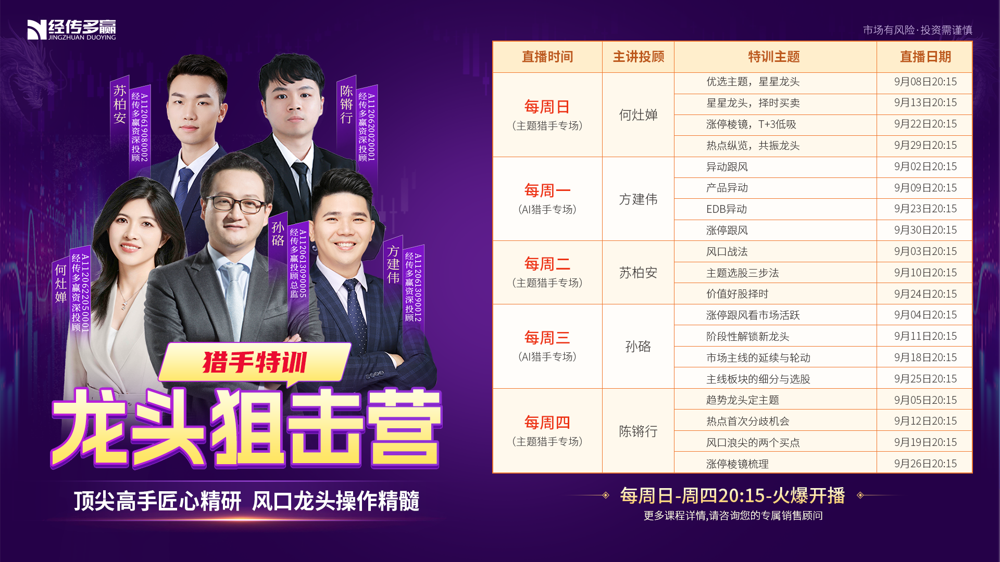 经传多赢
JINGZHUAN DUOYING
市场有风险·投资需谨慎
苏柏安
经传多赢资深投顾
A1120619080002
陈锵行
经传多赢资深投顾
A1120620020001
孙硌
经传多赢投顾总监
A1120613090005
何灶婵
经传多赢资深投顾
A1120622050001
方建伟
经传多赢资深投顾
A1120613090012
猎手特训
龙头狙击营
顶尖高手匠心精研 风口龙头操作精髓
直播时间 主讲投顾 特训主题 直播日期
每周日
（主题猎手专场）
何灶婵
优选主题，星星龙头 9月08日20:15
星星龙头，择时买卖 9月13日20:15
涨停棱镜，T+3低吸 9月22日20:15
热点纵览，共振龙头 9月29日20:15
每周一
（AI猎手专场）
方建伟
异动跟风 9月02日20:15
产品异动 9月09日20:15
EDB异动 9月23日20:15
涨停跟风 9月30日20:15
每周二
（主题猎手专场）
苏柏安
风口战法 9月03日20:15
主题选股三步法 9月10日20:15
价值好股择时 9月24日20:15
每周三
（AI猎手专场）
孙硌
涨停跟风看市场活跃 9月04日20:15
阶段性解锁新龙头 9月11日20:15
市场主线的延续与轮动 9月18日20:15
主线板块的细分与选股 9月25日20:15
每周四
（主题猎手专场）
陈锵行
趋势龙头定主题 9月05日20:15
热点首次分歧机会 9月12日20:15
风口浪尖的两个买点 9月19日20:15
涨停棱镜梳理 9月26日20:15
每周日-周四20:15-火爆开播
更多课程详情,请咨询您的专属销售顾问